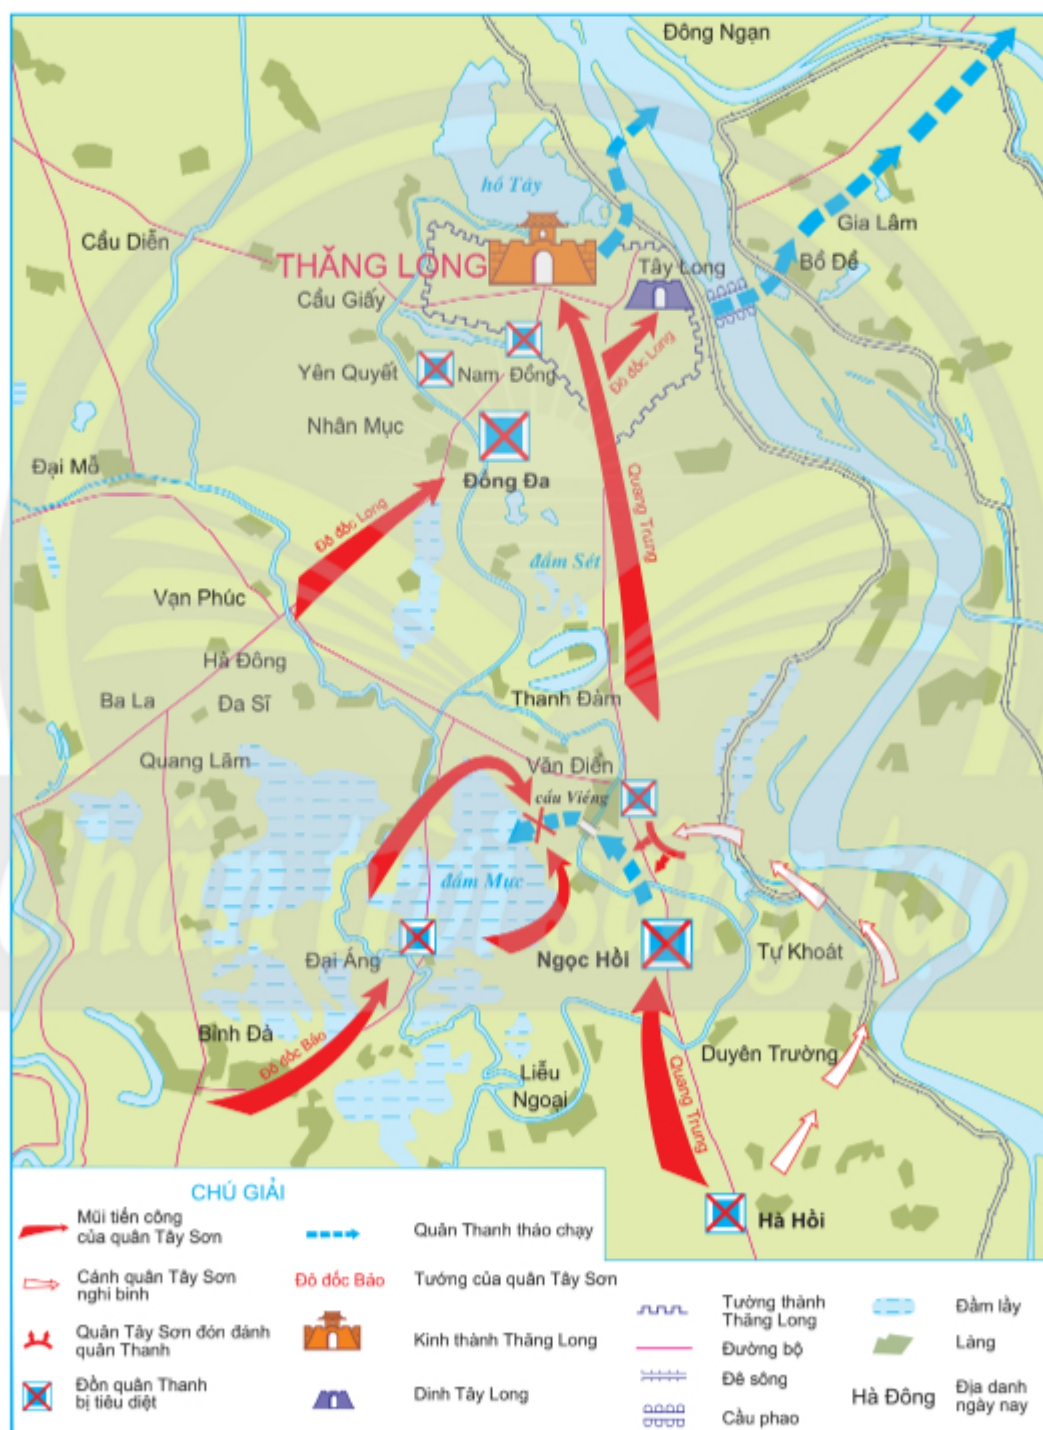 Đông Ngạn
hồ Tây
Gia Lâm
Cầu Diễn
THĂNG LONG
Tây Long
Bồ Đề
Cầu Giấy
Đô đốc Long
Yên Quyết
Nam Đồng
Nhân Mục
Đại Mỗ
Đống Đa
Quang Trung
Đô đốc Long
đầm Sét
Vạn Phúc
Hà Đông
Ba La
Đa Sĩ
Thanh Đàm
Quang Lãm
Văn Điển
cầu Viềng
đầm Mực
Đại Áng
Ngọc Hồi
Tự Khoát
Bình Đà
Đô đốc Bảo
Duyên Trường
Liễu
Ngoại
Quang Trung
Hà Hồi
CHÚ GIẢI
Mũi tiến công
của quân Tây Sơn
Quân Thanh tháo chạy
Cánh quân Tây Sơn
nghi binh
Đô đốc Bảo
Tướng của quân Tây Sơn
Quân Tây Sơn đón đánh
quân Thanh
Kinh thành Thăng Long
Đồn quân Thanh
bị tiêu diệt
Dinh Tây Long
Tường thành
Thăng Long
Đường bộ
Đê sông
Cầu phao
Đầm lầy
Làng
Hà Đông
Địa danh
ngày nay